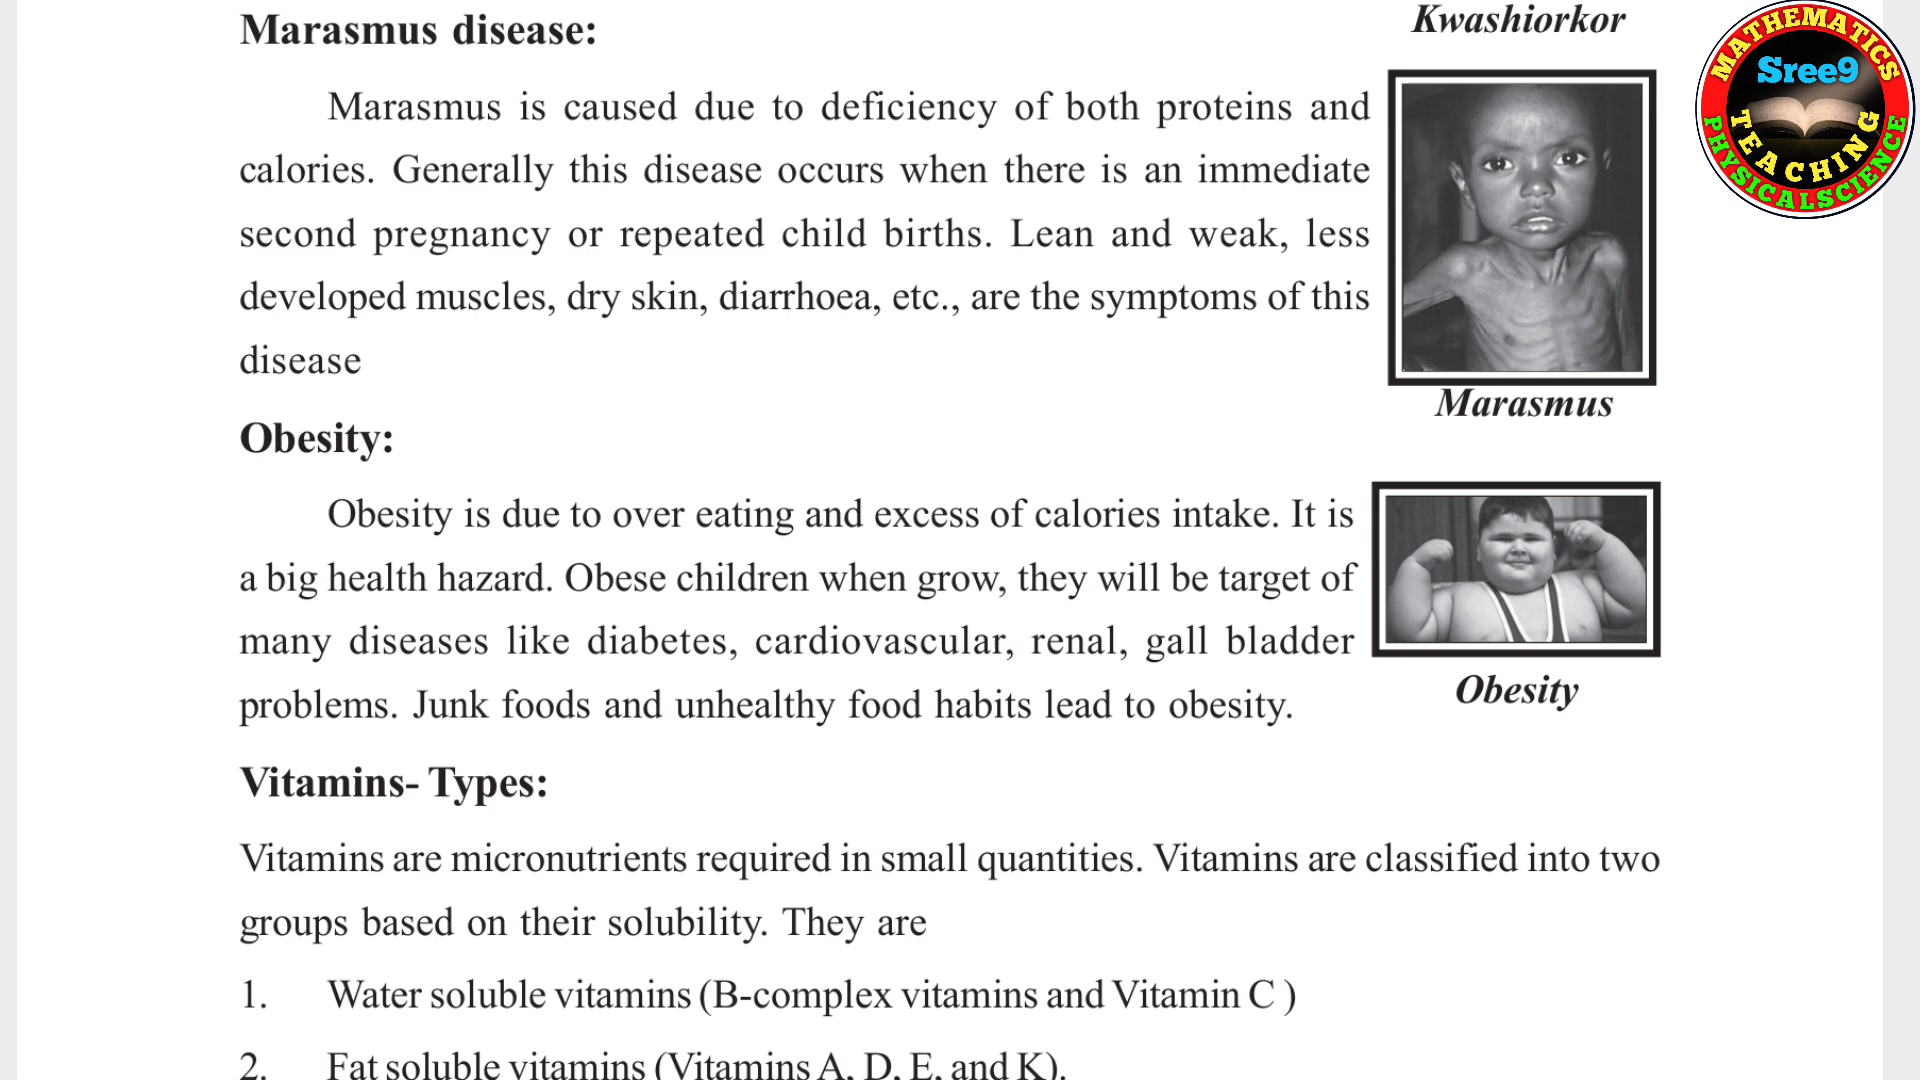 Marasmus disease:
Kwashiorkor
Marasmus is caused due to deficiency of both proteins and
calories. Generally this disease occurs when there is an immediate
second pregnancy or repeated child births. Lean and weak, less
developed muscles, dry skin, diarrhoea, etc., are the symptoms of this
disease
Marasmus
Obesity:
Obesity is due to over eating and excess of calories intake. It is
a big health hazard. Obese children when grow, they will be target of
many diseases like diabetes, cardiovascular, renal, gall bladder
problems. Junk foods and unhealthy food habits lead to obesity.
Obesity
Vitamins- Types:
Vitamins are micronutrients required in small quantities. Vitamins are classified into two
groups based on their solubility. They are
1. Water soluble vitamins (B-complex vitamins and Vitamin C )
2. Fat soluble vitamins (Vitamins A, D, E, and K).
MATHEMATICS
Sree9
TEACHING
PHYSICALSCIENCE